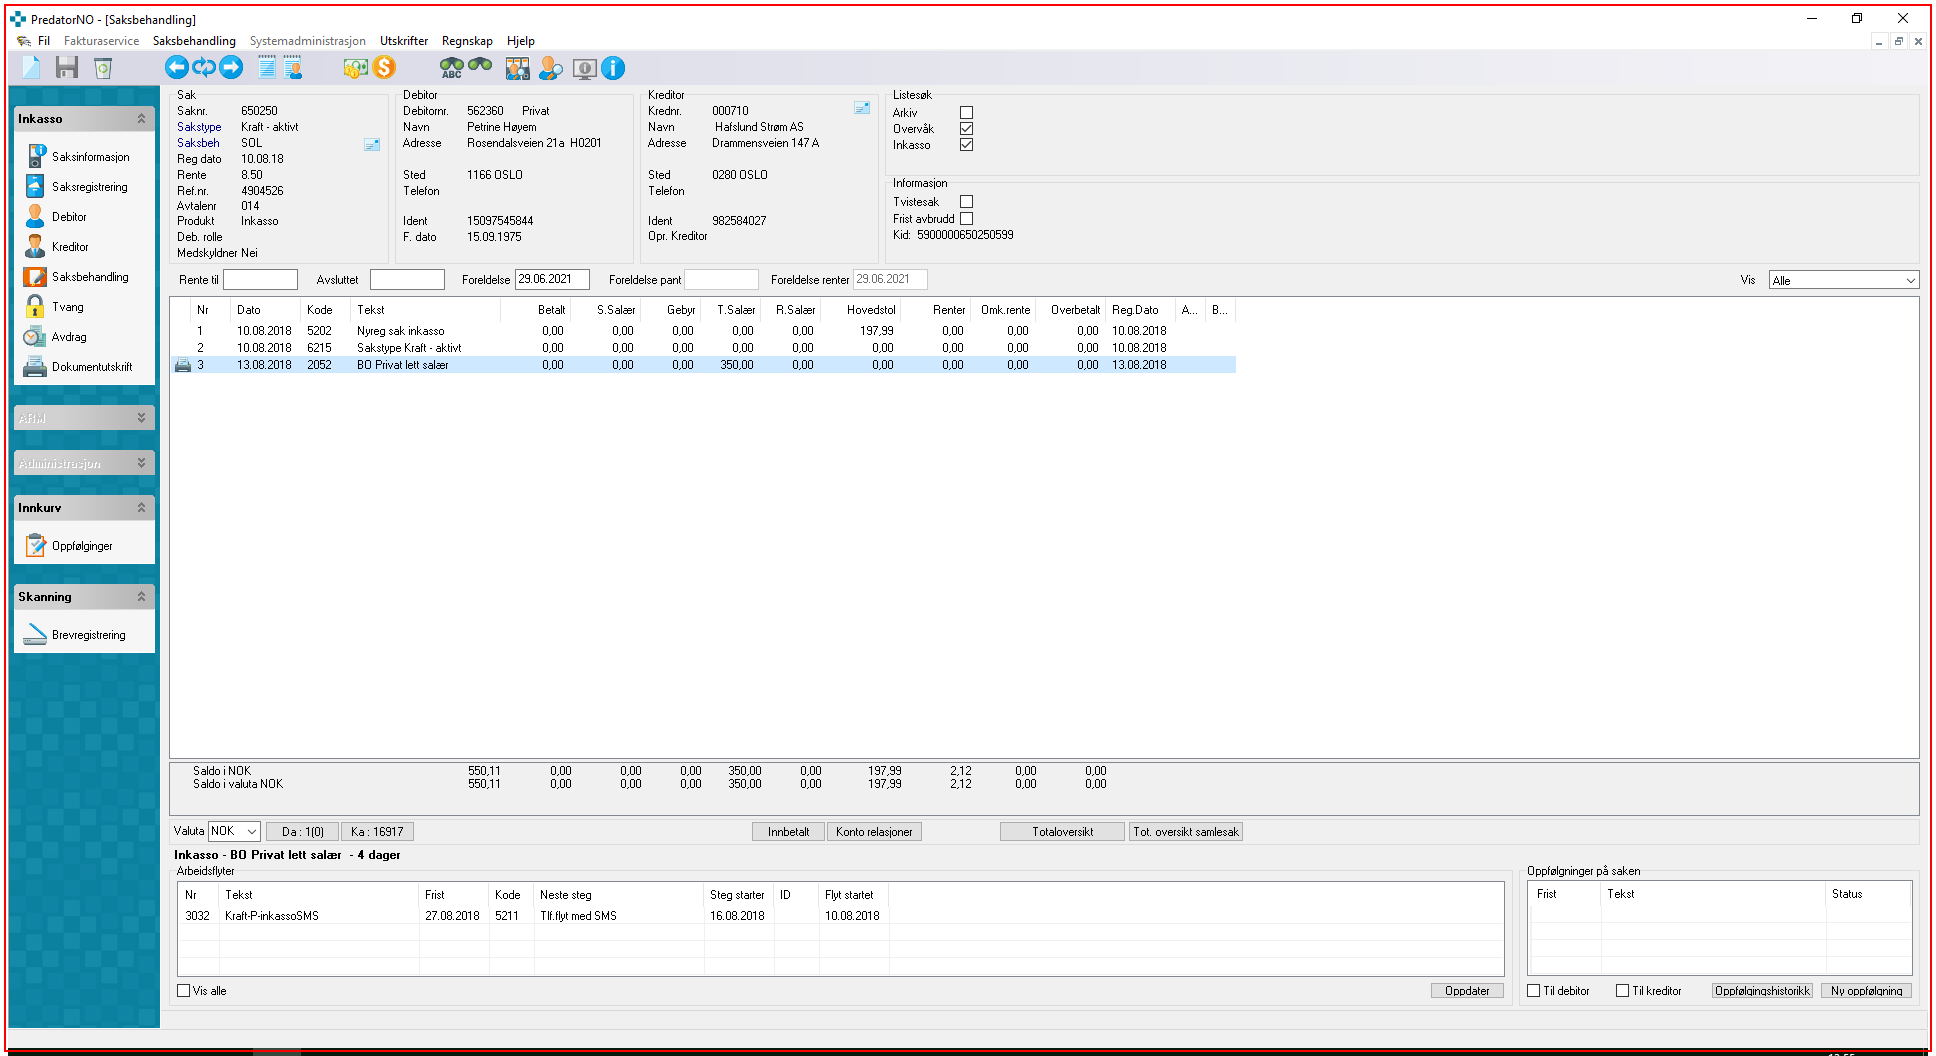 PredatorNO - [Saksbehandling]
Fil Fakturaservice Saksbehandling Systemadministrasjon Utskrifter Regnskap Hjelp
ABC
Inkasso
Saksinformasjon
Saksregistrering
Debitor
Kreditor
Saksbehandling
Tvang
Avdrag
Dokumentutskrift
ARM
Administrasjon
Innkurv
Oppfølginger
Skanning
Brevregistrering
Sak
Saknr. 650250
Sakstype Kraft - aktivt
Saksbeh SOL
Reg dato 10.08.18
Rente 8.50
Ref.nr. 4904526
Avtalenr 014
Produkt Inkasso
Deb. rolle
Medskyldner Nei
Debitor
Debitornr. 562360 Privat
Navn Petrine Høyem
Adresse Rosendalsveien 21a H0201
Sted 1166 OSLO
Telefon
Ident 15097545844
F. dato 15.09.1975
Kreditor
Krednr. 000710
Navn Hafslund Strøm AS
Adresse Drammensveien 147 A
Sted 0280 OSLO
Telefon
Ident 982584027
Opr. Kreditor
Listesøk
Arkiv
Overvåk
Inkasso
Informasjon
Tvistesak
Frist avbrudd
Kid: 5900000650250599
Rente til Avsluttet Foreldelse 29.06.2021 Foreldelse pant Foreldelse renter 29.06.2021 Vis Alle
Nr Dato Kode Tekst Betalt S.Salær Gebyr T.Salær R.Salær Hovedstol Renter Omk.rente Overbetalt Reg.Dato A... B...
1 10.08.2018 5202 Nyreg sak inkasso 0,00 0,00 0,00 0,00 0,00 197,99 0,00 0,00 0,00 10.08.2018
2 10.08.2018 6215 Sakstype Kraft - aktivt 0,00 0,00 0,00 0,00 0,00 0,00 0,00 0,00 0,00 10.08.2018
3 13.08.2018 2052 BO Privat lett salær 0,00 0,00 0,00 350,00 0,00 0,00 0,00 0,00 0,00 13.08.2018
Saldo i NOK 550,11 0,00 0,00 0,00 350,00 0,00 197,99 2,12 0,00 0,00
Saldo i valuta NOK 550,11 0,00 0,00 0,00 350,00 0,00 197,99 2,12 0,00 0,00
Valuta NOK Da : 1(0) Ka : 16917 Innbetalt Konto relasjoner Totaloversikt Tot. oversikt samlesak
Inkasso - BO Privat lett salær - 4 dager
Arbeidsflyter
Nr Tekst Frist Kode Neste steg Steg starter ID Flyt startet
3032 Kraft-P-inkassoSMS 27.08.2018 5211 Tlf.flyt med SMS 16.08.2018 10.08.2018
Vis alle Oppdater
Oppfølgninger på saken
Frist Tekst Status
Til debitor Til kreditor Oppfølgingshistorikk Ny oppfølgning